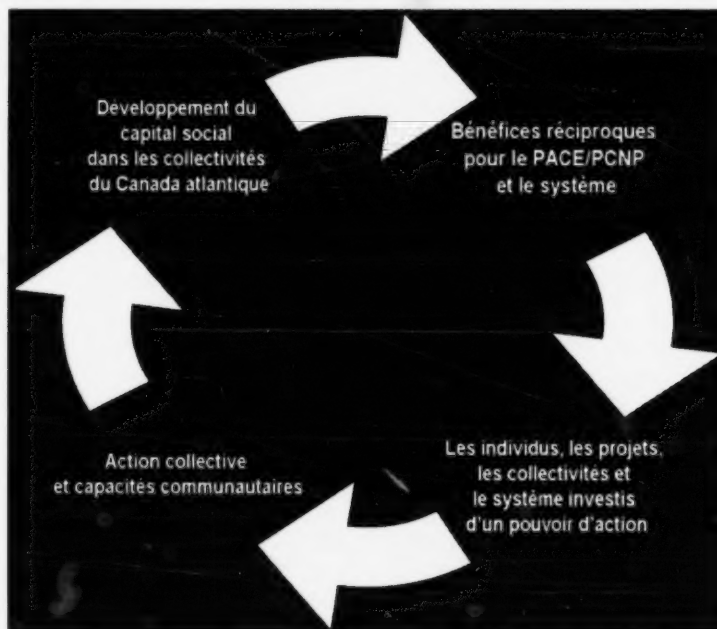 Développement du
capital social
dans les collectivités
du Canada atlantique
Bénéfices réciproques
pour le PACE/PCNP
et le système
Les individus, les projets,
les collectivités et
le système investis
d'un pouvoir d'action
Action collective
et capacités communautaires